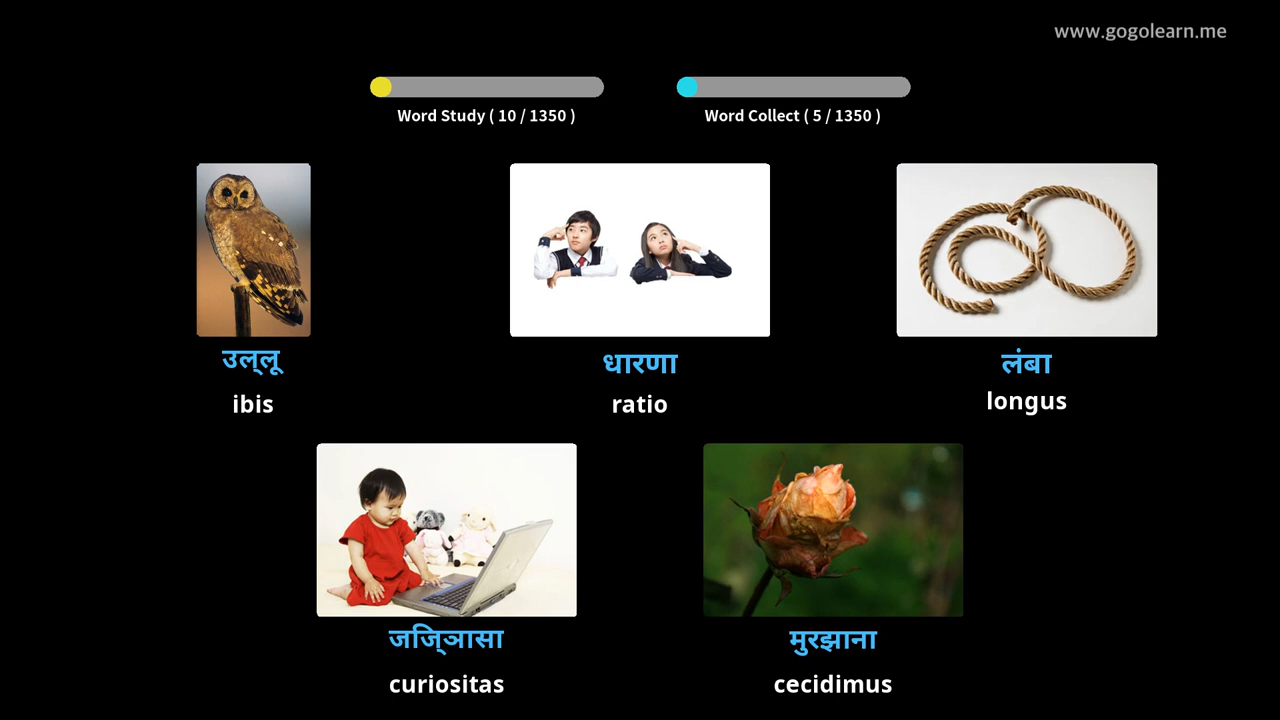 www.gogolearn.me
Word Study ( 10 / 1350 )
Word Collect ( 5 / 1350 )
उल्‌लू
धारणा
लंबा
ibis
ratio
longus
जजि्ञासा
मुरझाना
curiositas
cecidimus